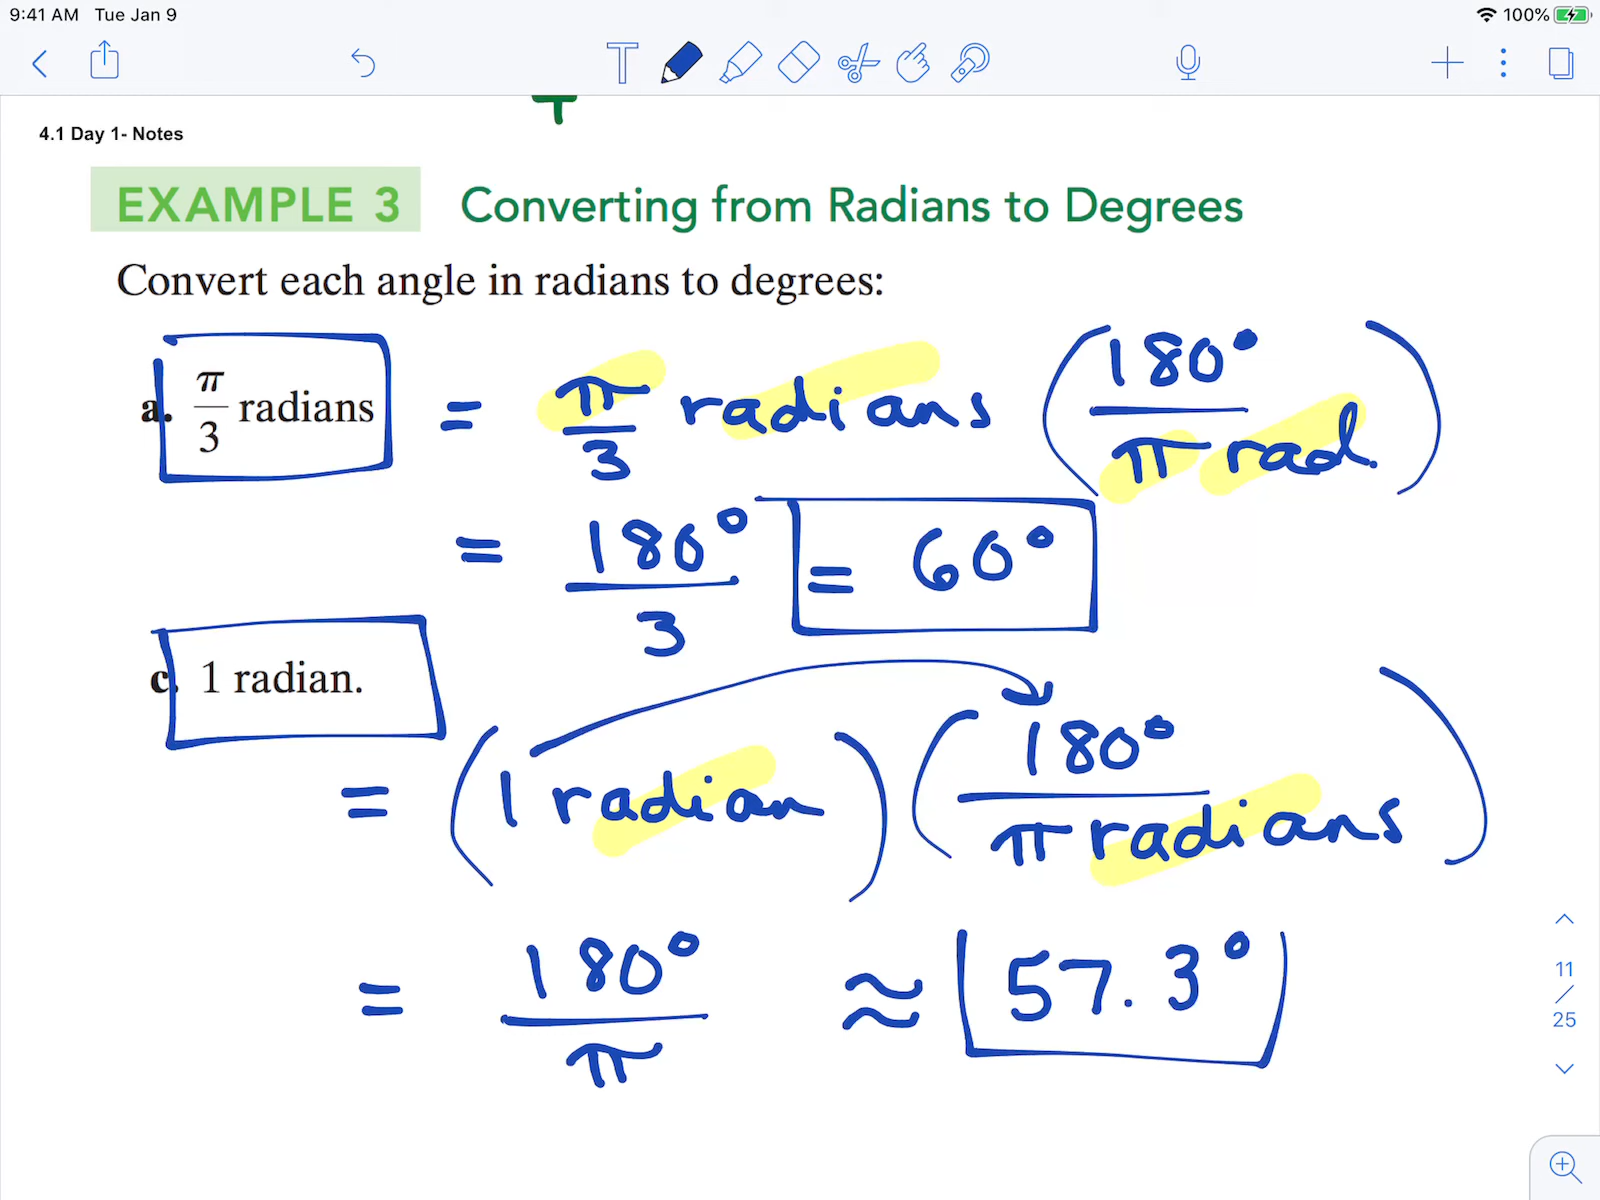 9:41 AM Tue Jan 9 100%
4.1 Day 1- Notes
EXAMPLE 3 Converting from Radians to Degrees
Convert each angle in radians to degrees:
a. π/3 radians = π/3 radians (180°/π rad.)
= 180°/3 = 60°
c. 1 radian.
= (1 radian) (180°/π radians)
= 180°/π ≈ 57.3°
11
/
25